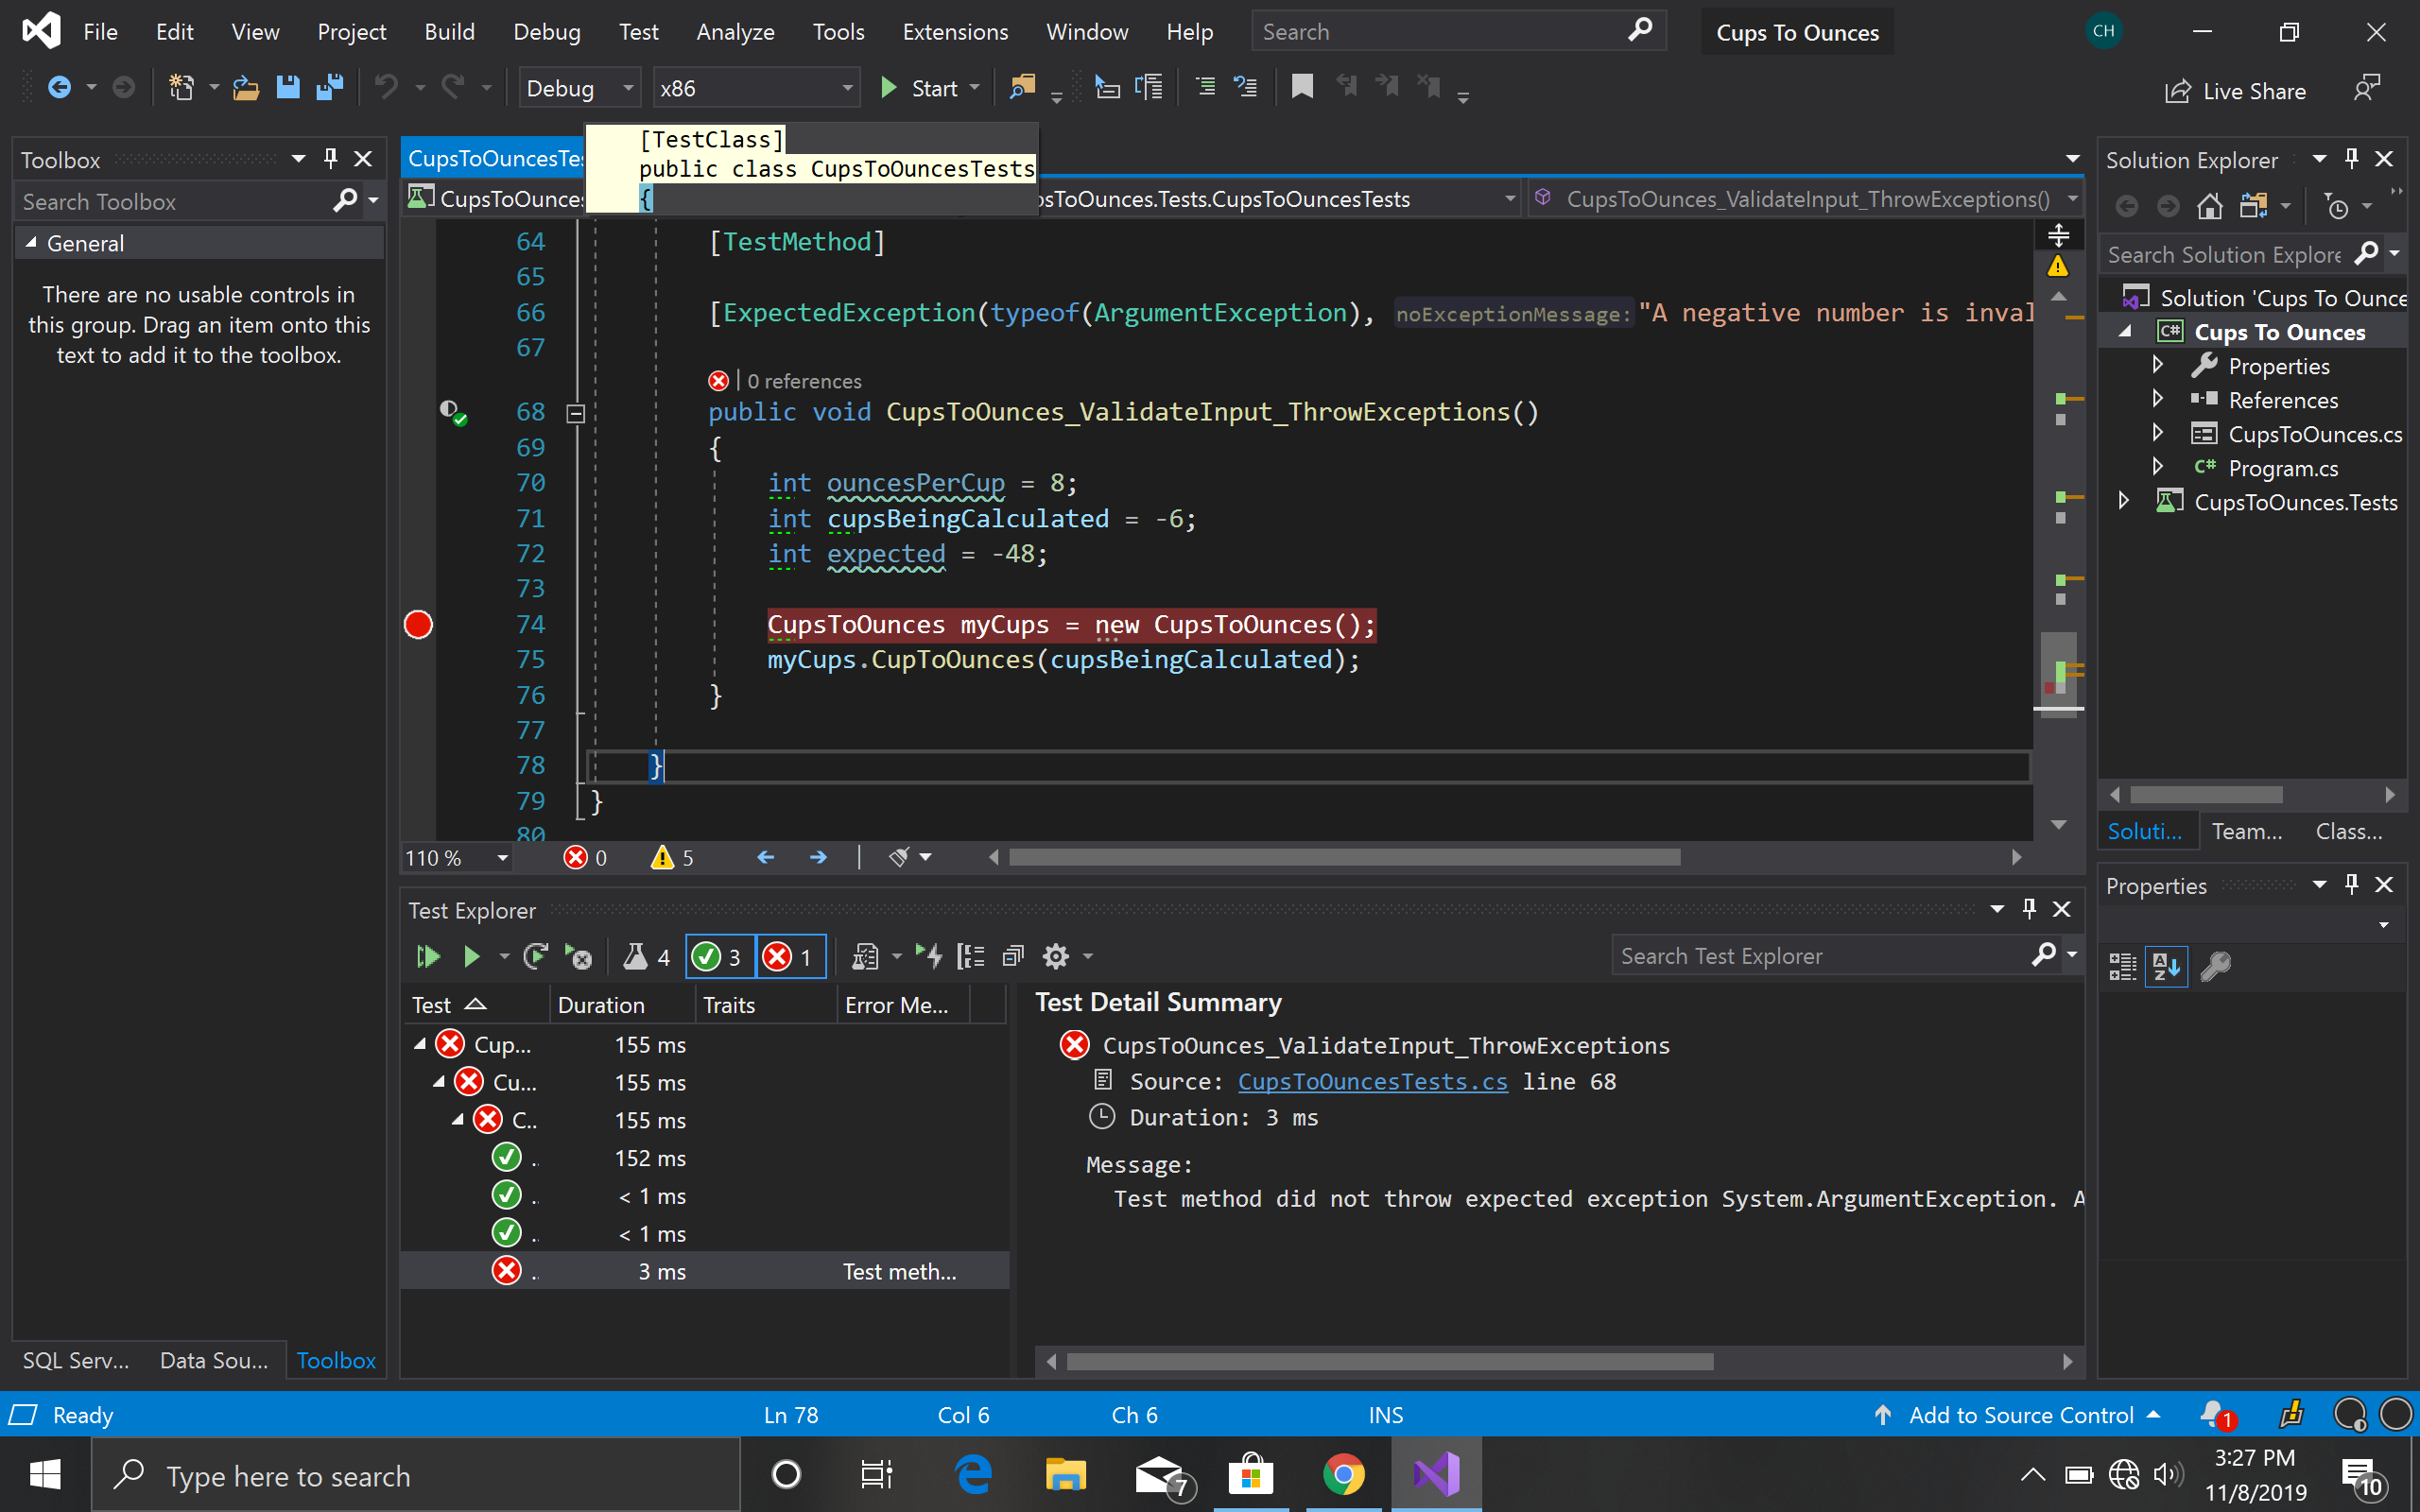 File Edit View Project Build Debug Test Analyze Tools Extensions Window Help Search Cups To Ounces CH
Debug x86 Start Live Share
Toolbox
Search Toolbox
General
There are no usable controls in
this group. Drag an item onto this
text to add it to the toolbox.
SQL Serv... Data Sou... Toolbox
CupsToOuncesTes
[TestClass]
public class CupsToOuncesTests
{
CupsToOunces psToOunces.Tests.CupsToOuncesTests CupsToOunces_ValidateInput_ThrowExceptions()
64 [TestMethod]
65
66 [ExpectedException(typeof(ArgumentException), noExceptionMessage: "A negative number is inval
67
0 references
68 public void CupsToOunces_ValidateInput_ThrowExceptions()
69 {
70 int ouncesPerCup = 8;
71 int cupsBeingCalculated = -6;
72 int expected = -48;
73
74 CupsToOunces myCups = new CupsToOunces();
75 myCups.CupToOunces(cupsBeingCalculated);
76 }
77
78 }
79 }
80
110 % 0 5
Test Explorer
4 3 1 Search Test Explorer
Test Duration Traits Error Me...
Cup... 155 ms
Cu... 155 ms
C.. 155 ms
.. 152 ms
.. < 1 ms
.. < 1 ms
.. 3 ms Test meth...
Test Detail Summary
CupsToOunces_ValidateInput_ThrowExceptions
Source: CupsToOuncesTests.cs line 68
Duration: 3 ms
Message:
Test method did not throw expected exception System.ArgumentException. A
Solution Explorer
Search Solution Explore
Solution 'Cups To Ounce
C# Cups To Ounces
Properties
References
CupsToOunces.cs
C# Program.cs
CupsToOunces.Tests
Soluti... Team... Class...
Properties
Ready Ln 78 Col 6 Ch 6 INS Add to Source Control 1
Type here to search 7 3:27 PM
11/8/2019 10